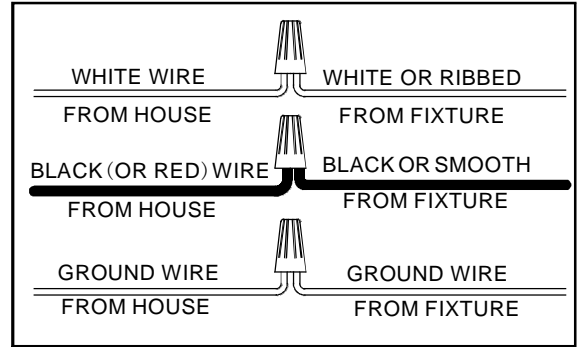 WHITE WIRE
FROM HOUSE
WHITE OR RIBBED
FROM FIXTURE
BLACK (OR RED) WIRE
FROM HOUSE
BLACK OR SMOOTH
FROM FIXTURE
GROUND WIRE
FROM HOUSE
GROUND WIRE
FROM FIXTURE